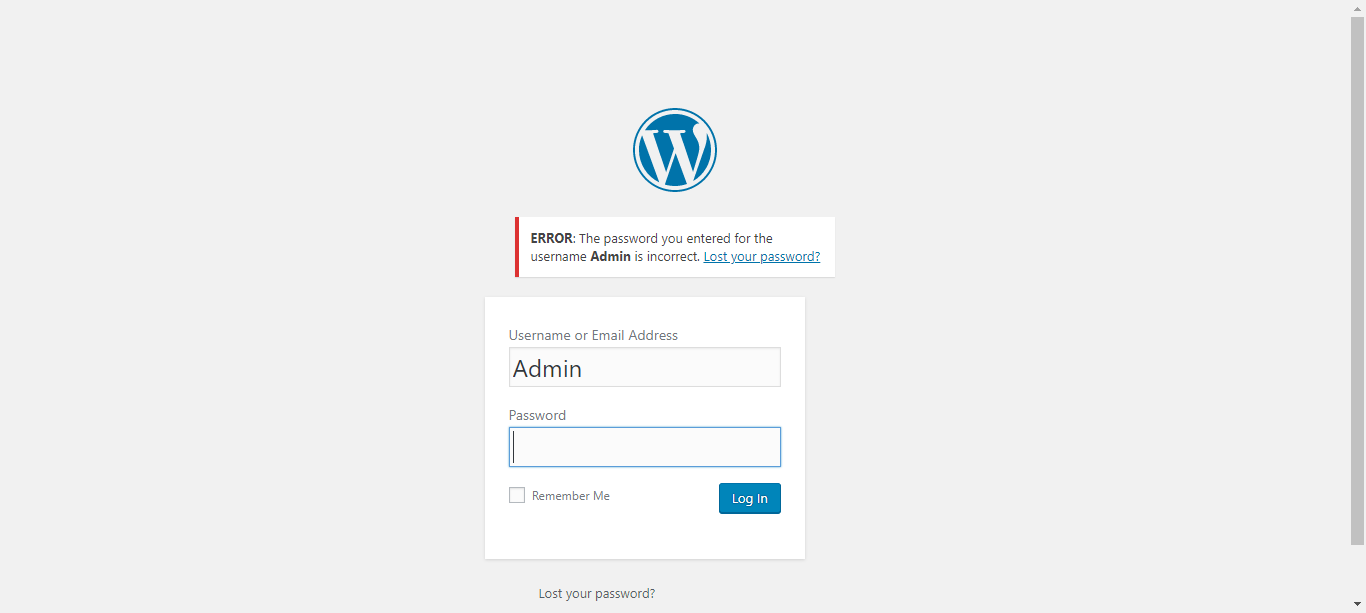 ERROR: The password you entered for the
username Admin is incorrect. Lost your password?
Username or Email Address
Admin
Password
Remember Me
Log In
Lost your password?